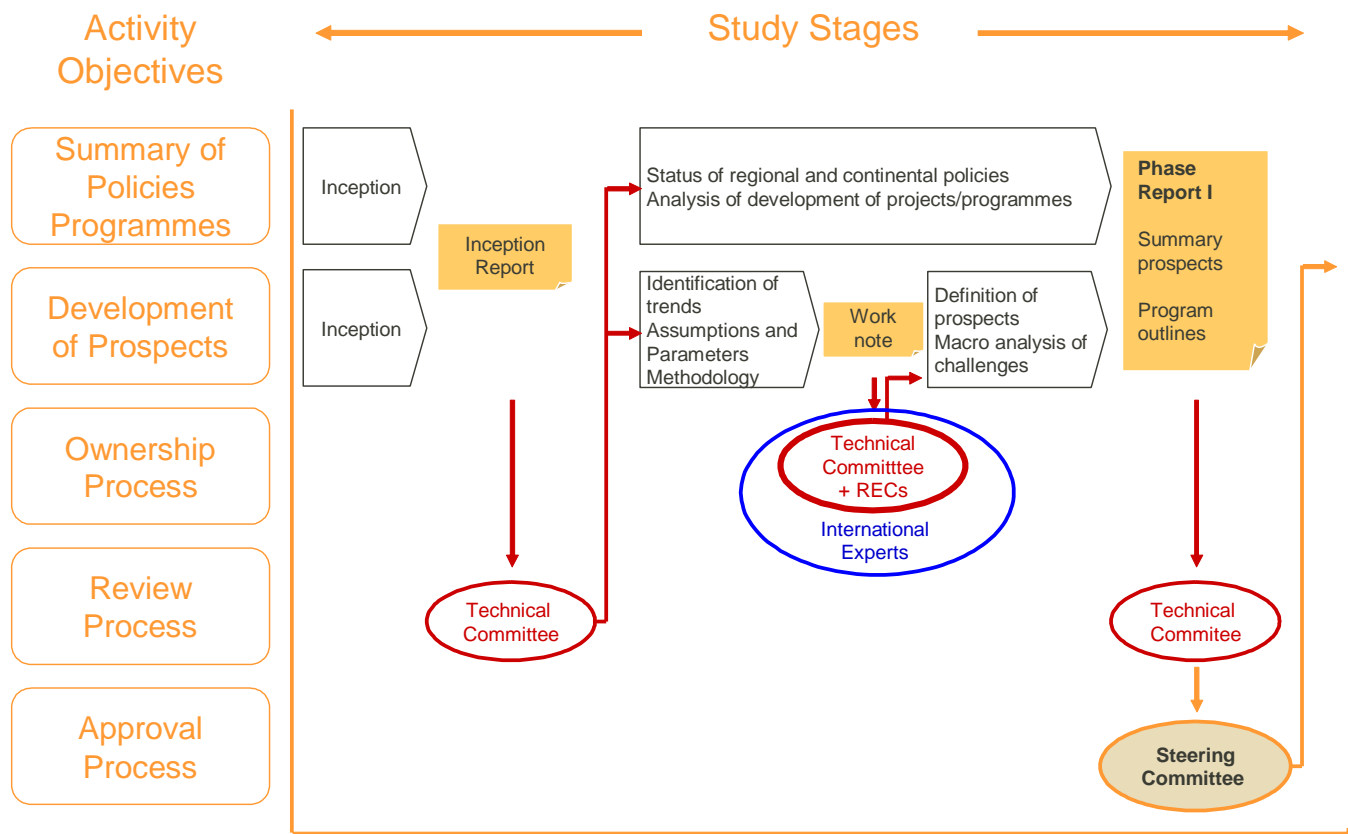 Activity
Objectives
Study Stages
Summary of
Policies
Programmes
Inception
Inception
Report
Status of regional and continental policies
Analysis of development of projects/programmes
Phase
Report I
Summary
prospects
Program
outlines
Development
of Prospects
Inception
Identification of
trends
Assumptions and
Parameters
Methodology
Work
note
Definition of
prospects
Macro analysis of
challenges
Ownership
Process
Technical
Committtee
+ RECs
International
Experts
Review
Process
Technical
Committee
Technical
Commitee
Approval
Process
Steering
Committee